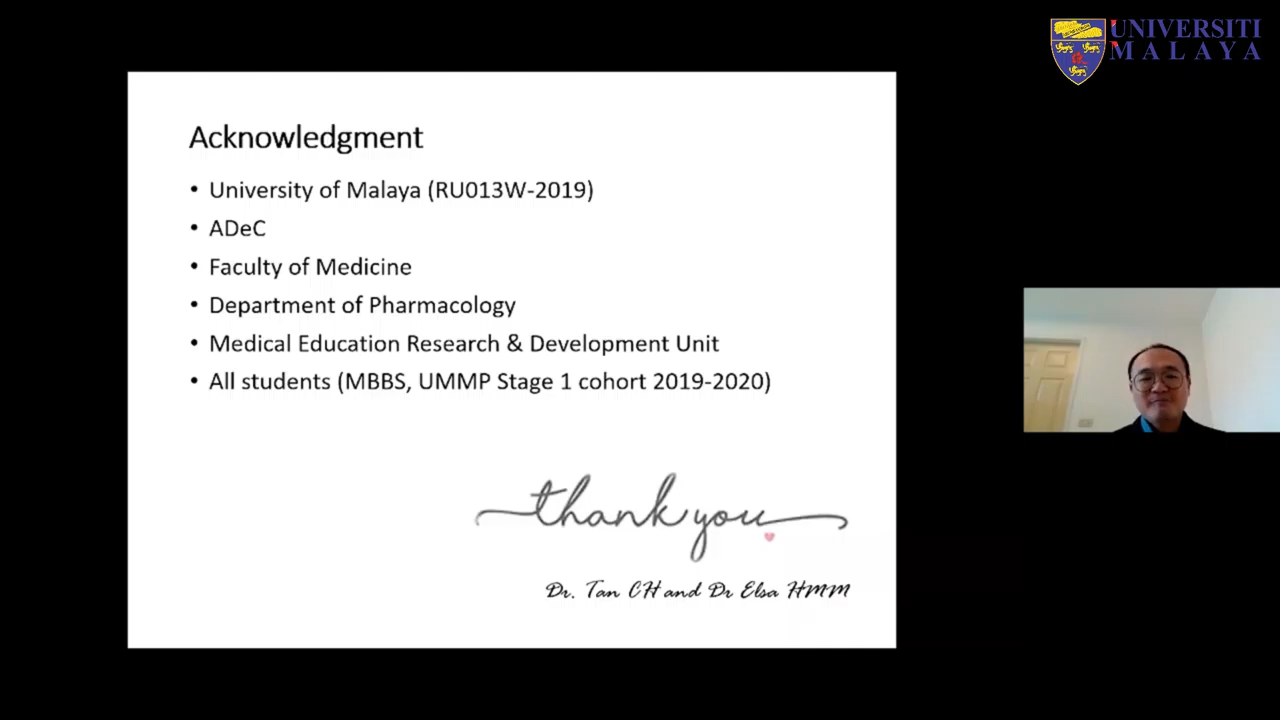 UNIVERSITI
MALAYA
Acknowledgment
• University of Malaya (RU013W-2019)
• ADeC
• Faculty of Medicine
• Department of Pharmacology
• Medical Education Research & Development Unit
• All students (MBBS, UMMP Stage 1 cohort 2019-2020)
thank you
Dr. Tan CH and Dr Elsa HMM